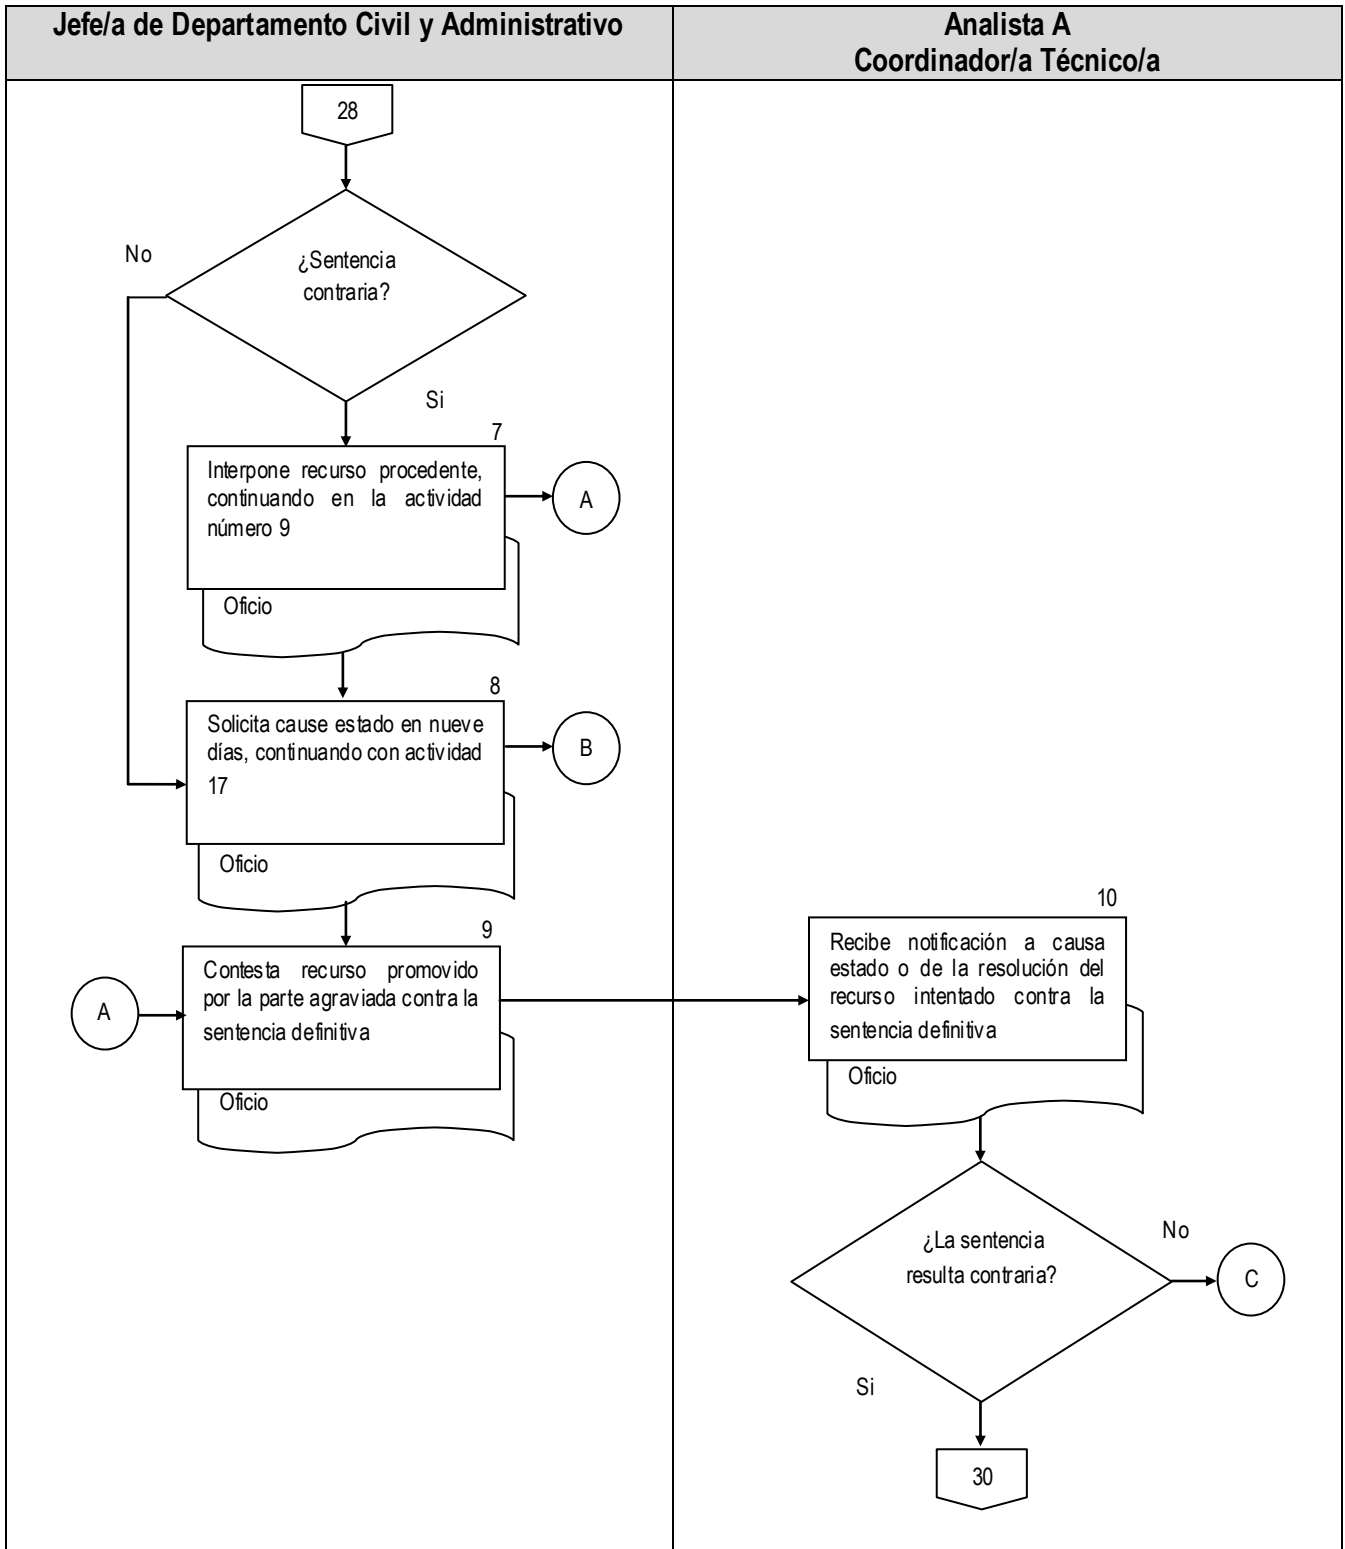 Jefe/a de Departamento Civil y Administrativo
Analista A
Coordinador/a Técnico/a
28
¿Sentencia
contraria?
No
Si
7
Interpone recurso procedente,
continuando en la actividad
número 9
A
Oficio
8
Solicita cause estado en nueve
días, continuando con actividad
17
B
Oficio
9
A
Contesta recurso promovido
por la parte agraviada contra la
sentencia definitiva
Oficio
10
Recibe notificación a causa
estado o de la resolución del
recurso intentado contra la
sentencia definitiva
Oficio
¿La sentencia
resulta contraria?
No
C
Si
30